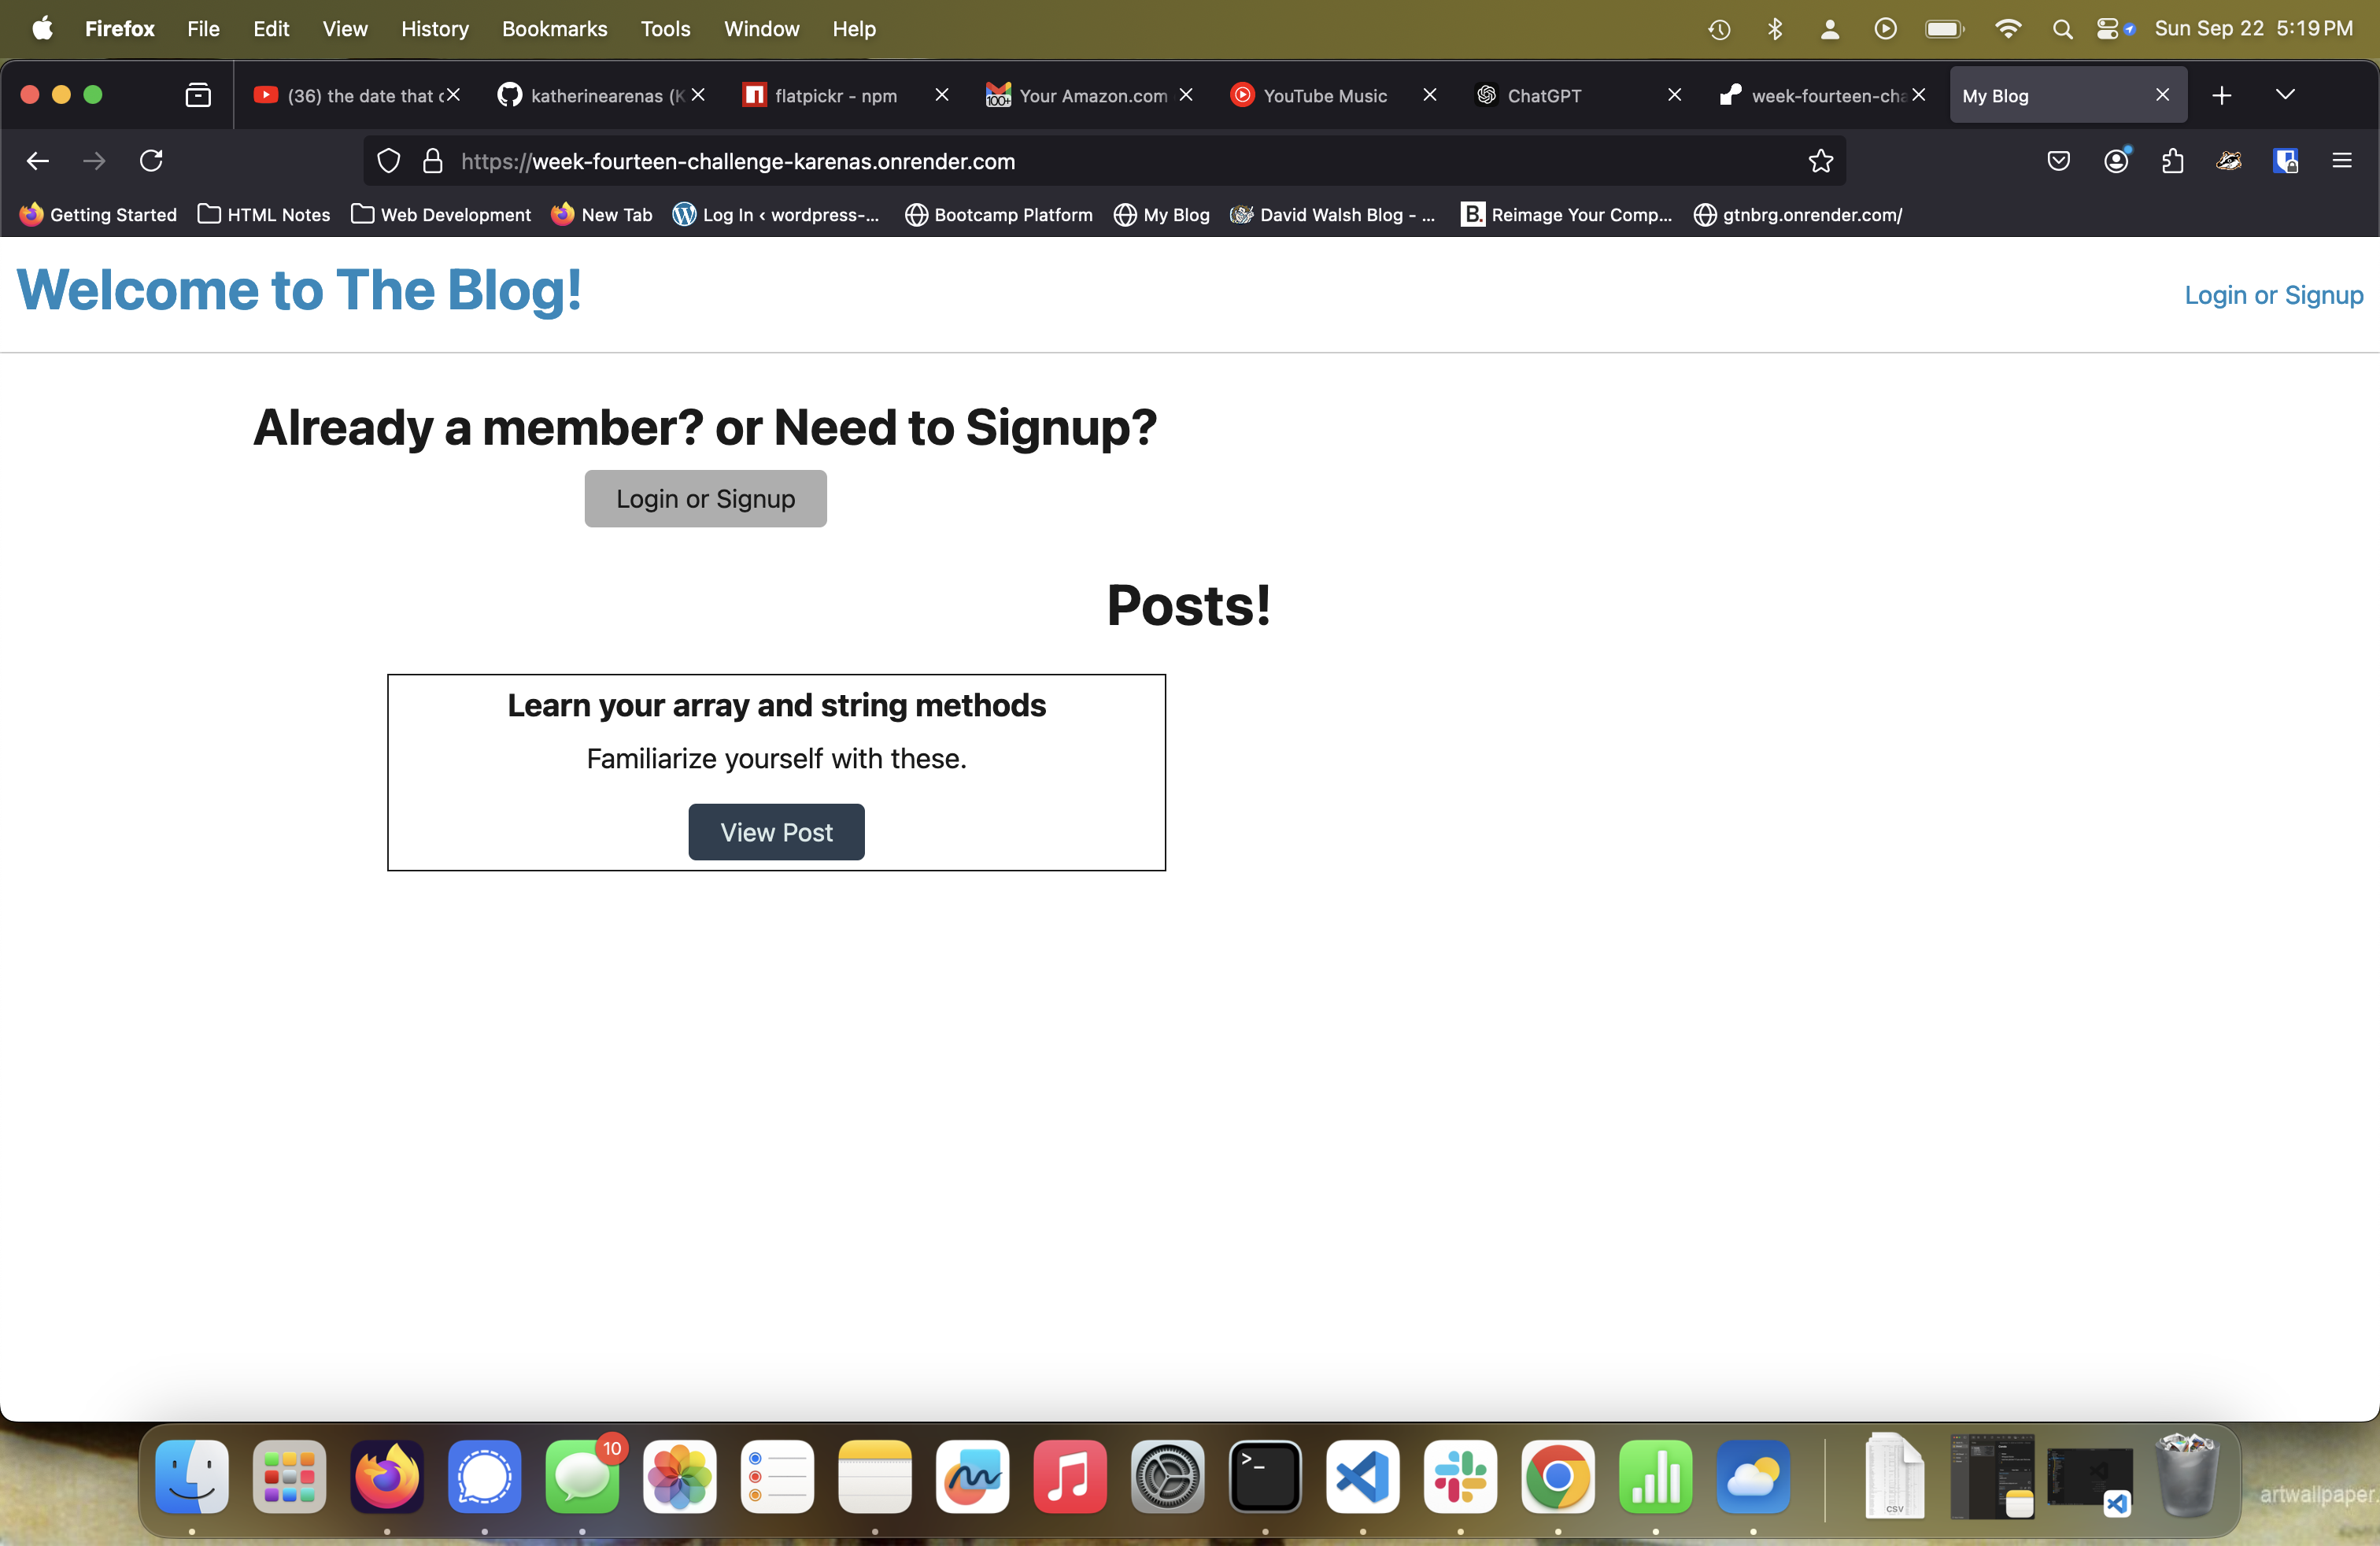 Firefox File Edit View History Bookmarks Tools Window Help Sun Sep 22 5:19 PM
(36) the date that katherinearenas (K flatpickr - npm 100+ Your Amazon.com YouTube Music ChatGPT week-fourteen-cha My Blog
https://week-fourteen-challenge-karenas.onrender.com
Getting Started HTML Notes Web Development New Tab Log In ‹ wordpress-... Bootcamp Platform My Blog David Walsh Blog - ... B. Reimage Your Comp... gtnbrg.onrender.com/
Welcome to The Blog!
Login or Signup
Already a member? or Need to Signup?
Login or Signup
Posts!
Learn your array and string methods
Familiarize yourself with these.
View Post
10
CSV
artwallpaper.